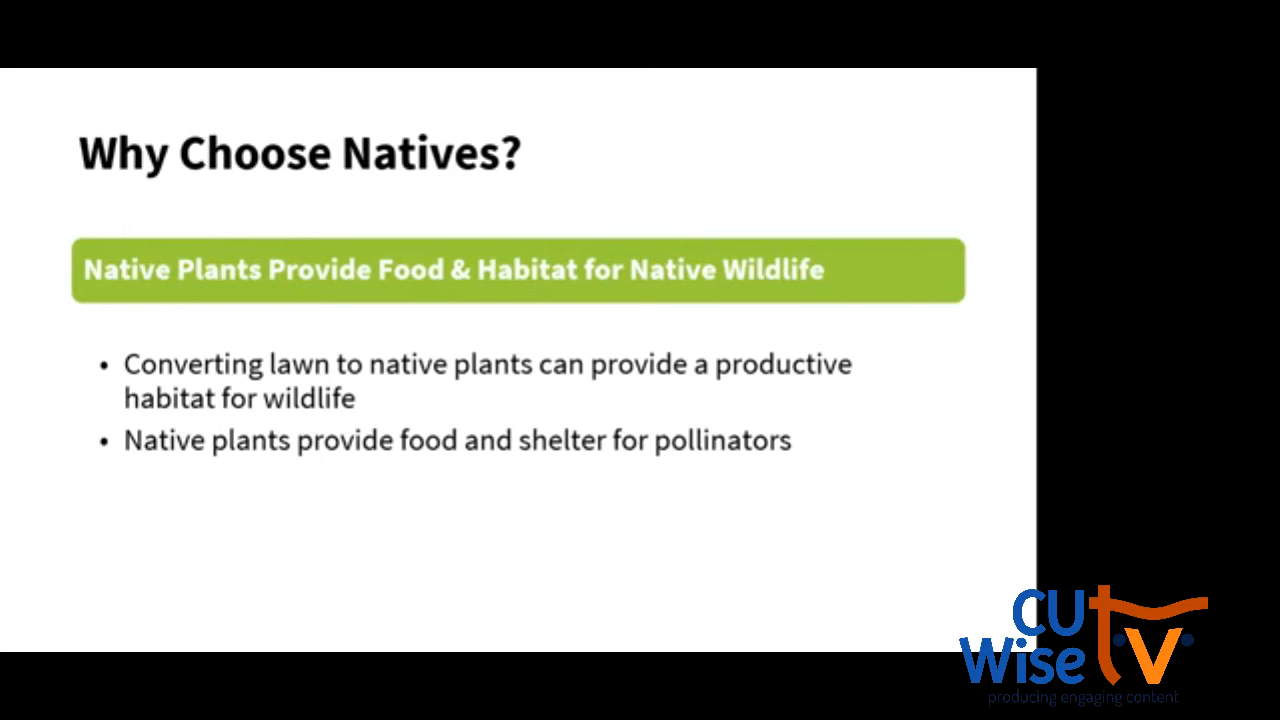 Why Choose Natives?
Native Plants Provide Food & Habitat for Native Wildlife
• Converting lawn to native plants can provide a productive
habitat for wildlife
• Native plants provide food and shelter for pollinators
CU
Wise tv
producing engaging content